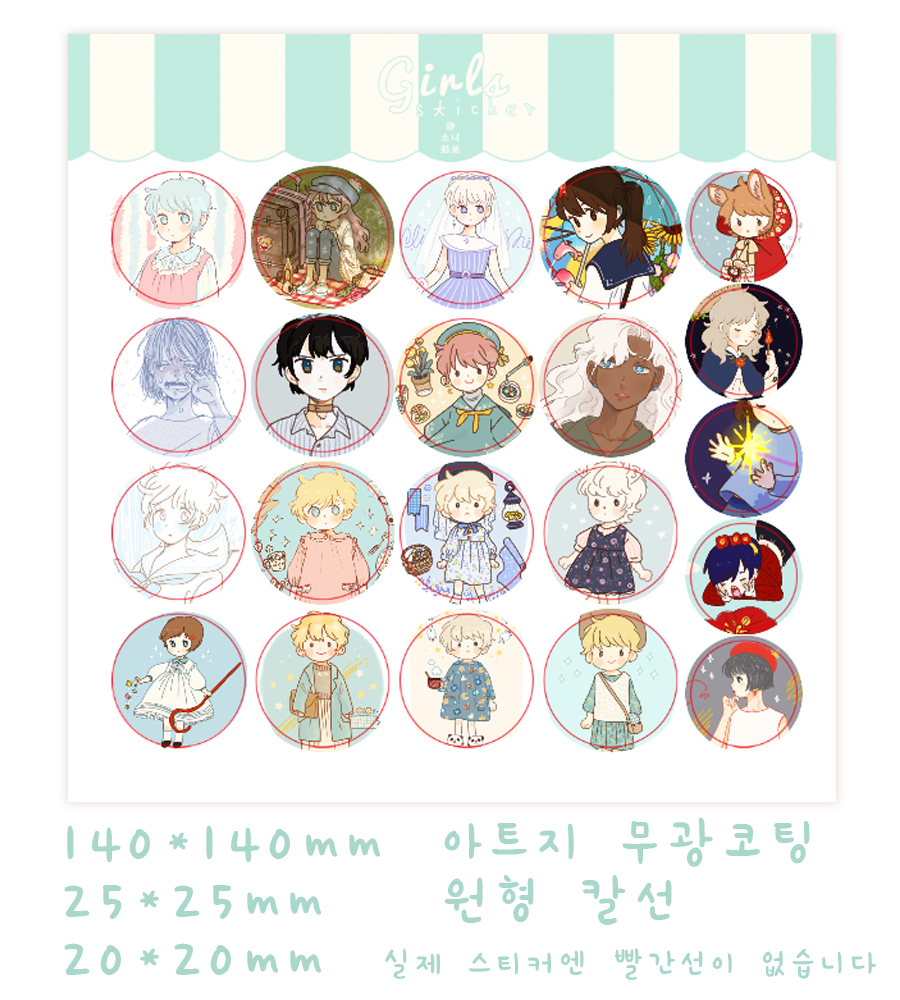 Girls
sticker
@
소녀
회로
140*140mm 아트지 무광코팅
25*25mm 원형 칼선
20*20mm 실제 스티커엔 빨간선이 없습니다